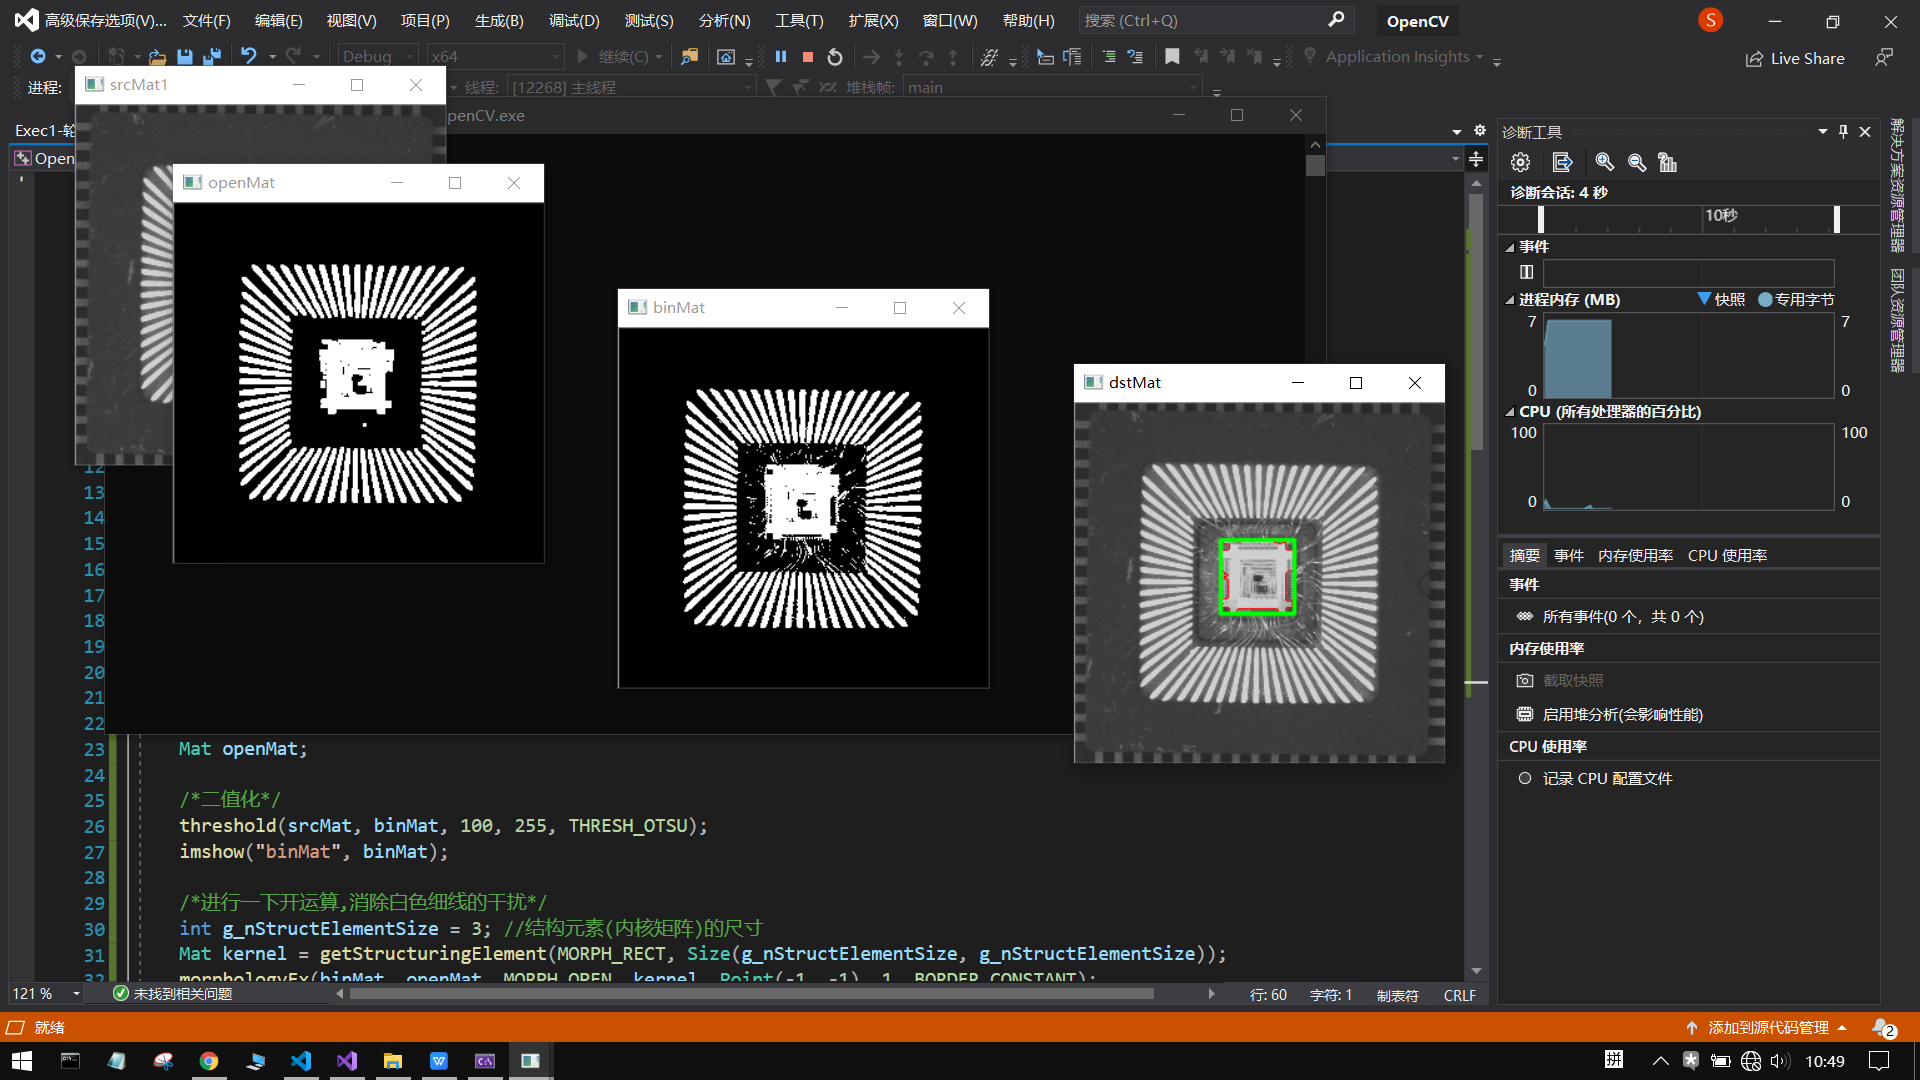 高级保存选项(V)... 文件(F) 编辑(E) 视图(V) 项目(P) 生成(B) 调试(D) 测试(S) 分析(N) 工具(T) 扩展(X) 窗口(W) 帮助(H) 搜索 (Ctrl+Q) OpenCV S
Debug x64 继续(C) Application Insights Live Share
进程: 线程: [12268] 主线程 堆栈帧: main
srcMat1
penCV.exe
Exec1-轮
Open
openMat
binMat
dstMat
诊断工具
诊断会话: 4 秒
10秒
事件
进程内存 (MB) 快照 专用字节
7 7
0 0
CPU (所有处理器的百分比)
100 100
0 0
摘要 事件 内存使用率 CPU 使用率
事件
所有事件(0 个，共 0 个)
内存使用率
截取快照
启用堆分析(会影响性能)
CPU 使用率
记录 CPU 配置文件
解决方案资源管理器
团队资源管理器
12
13
14
15
16
17
18
19
20
21
22
23 Mat openMat;
24
25 /*二值化*/
26 threshold(srcMat, binMat, 100, 255, THRESH_OTSU);
27 imshow("binMat", binMat);
28
29 /*进行一下开运算,消除白色细线的干扰*/
30 int g_nStructElementSize = 3; //结构元素(内核矩阵)的尺寸
31 Mat kernel = getStructuringElement(MORPH_RECT, Size(g_nStructElementSize, g_nStructElementSize));
32 morphologyEx(binMat, openMat, MORPH_OPEN, kernel, Point(-1, -1), 1, BORDER_CONSTANT);
121 % 未找到相关问题 行: 60 字符: 1 制表符 CRLF
就绪 添加到源代码管理 2
拼 10:49